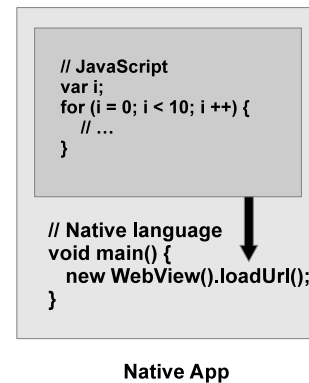 // JavaScript
var i;
for (i = 0; i < 10; i ++) {
// …
}
// Native language
void main() {
new WebView().loadUrl();
}
Native App